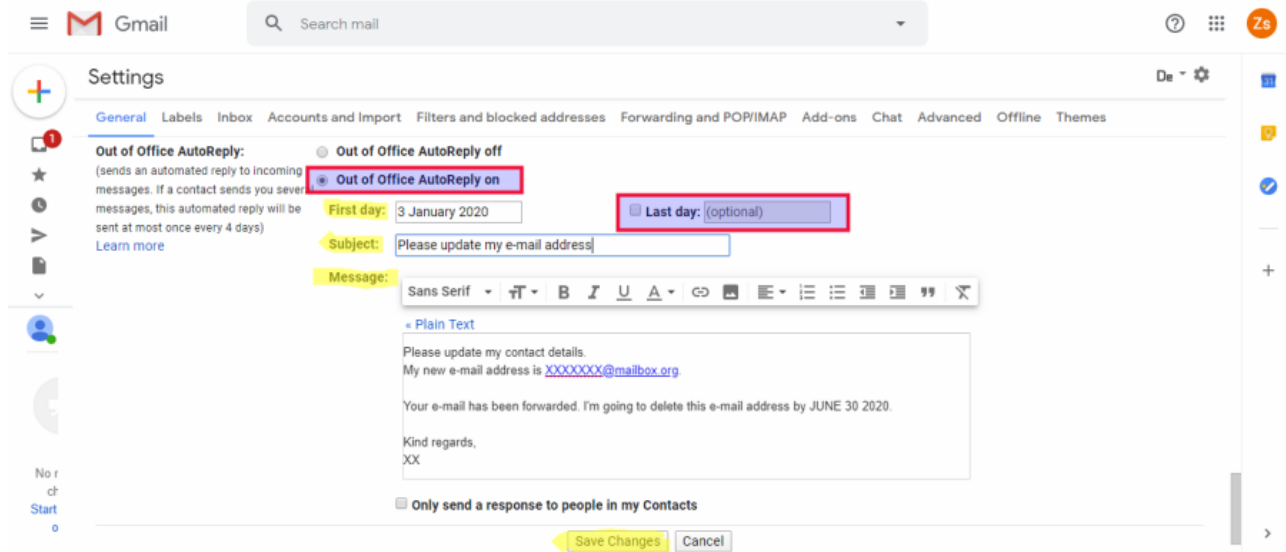 Gmail
Search mail
Zs
Settings
De
31
General Labels Inbox Accounts and Import Filters and blocked addresses Forwarding and POP/IMAP Add-ons Chat Advanced Offline Themes
1
Out of Office AutoReply:
(sends an automated reply to incoming
messages. If a contact sends you sever
messages, this automated reply will be
sent at most once every 4 days)
Learn more
Out of Office AutoReply off
Out of Office AutoReply on
First day: 3 January 2020
Last day: (optional)
Subject: Please update my e-mail address
Message:
Sans Serif
B I U A
« Plain Text
Please update my contact details.
My new e-mail address is XXXXXXX@mailbox.org.
Your e-mail has been forwarded. I'm going to delete this e-mail address by JUNE 30 2020.
Kind regards,
XX
Only send a response to people in my Contacts
Save Changes Cancel
No r
ch
Start
o